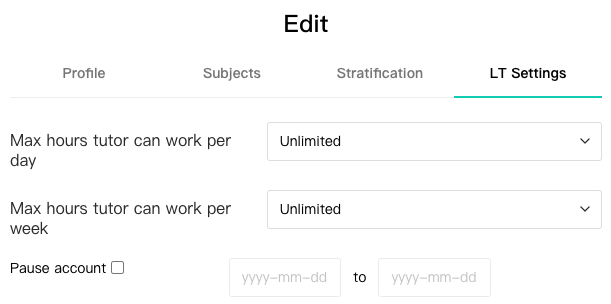 Edit
Profile Subjects Stratification LT Settings
Max hours tutor can work per day
Unlimited
Max hours tutor can work per week
Unlimited
Pause account yyyy-mm-dd to yyyy-mm-dd